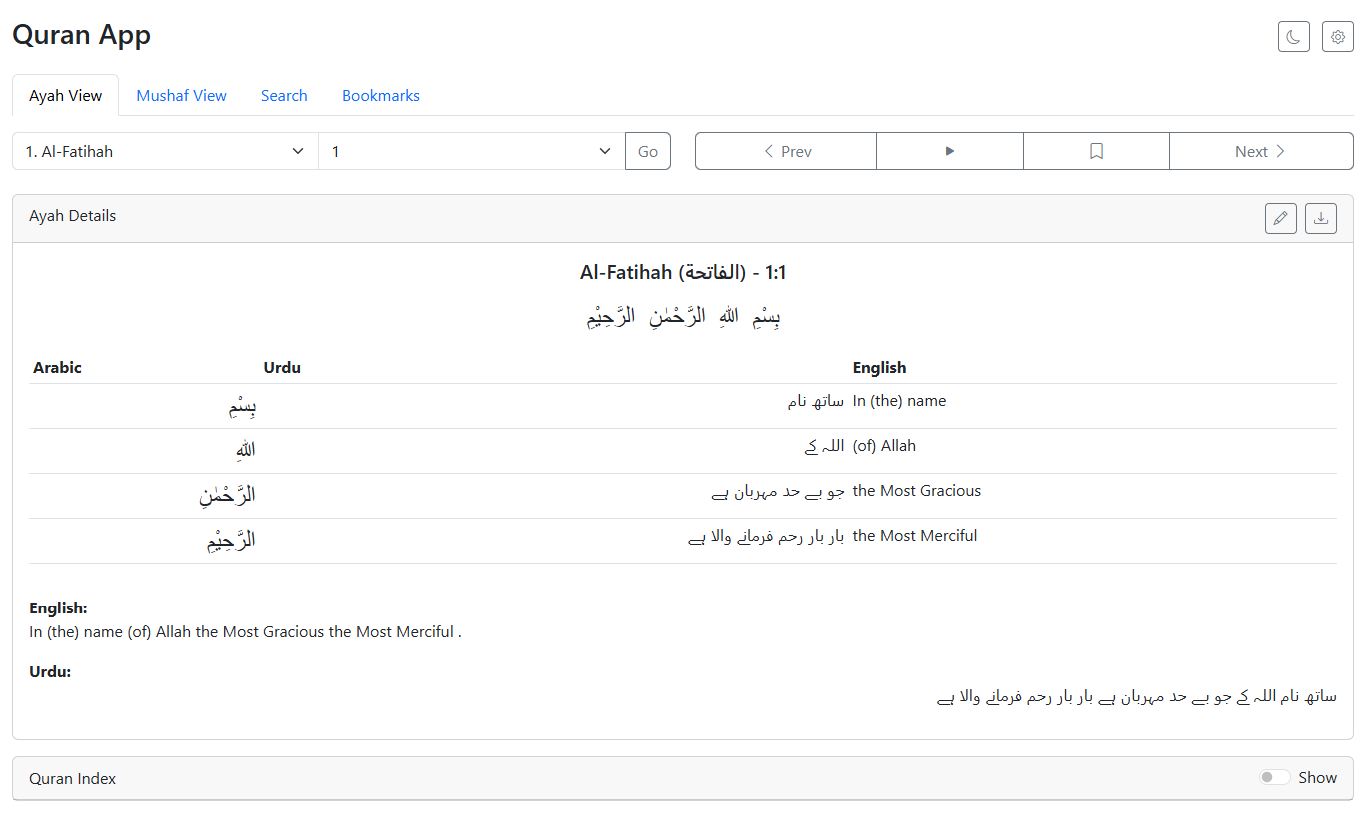 Quran App
Ayah View Mushaf View Search Bookmarks
1. Al-Fatihah 1 Go Prev Next
Ayah Details
Al-Fatihah (الفاتحة) - 1:1
بِسْمِ اللّٰهِ الرَّحْمٰنِ الرَّحِيْمِ
Arabic Urdu English
بِسْمِ ساتھ نام In (the) name
اللّٰهِ اللہ کے (of) Allah
الرَّحْمٰنِ جو بے حد مہربان ہے the Most Gracious
الرَّحِيْمِ بار بار رحم فرمانے والا ہے the Most Merciful
English:
In (the) name (of) Allah the Most Gracious the Most Merciful .
Urdu:
ساتھ نام اللہ کے جو بے حد مہربان ہے بار بار رحم فرمانے والا ہے
Quran Index Show